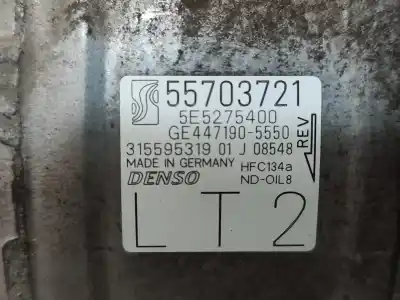 55703721
5E5275400
GE447190-5550
315595319 01 J 08548
MADE IN GERMANY
HFC134a
DENSO
ND-OIL8
REV
LT2